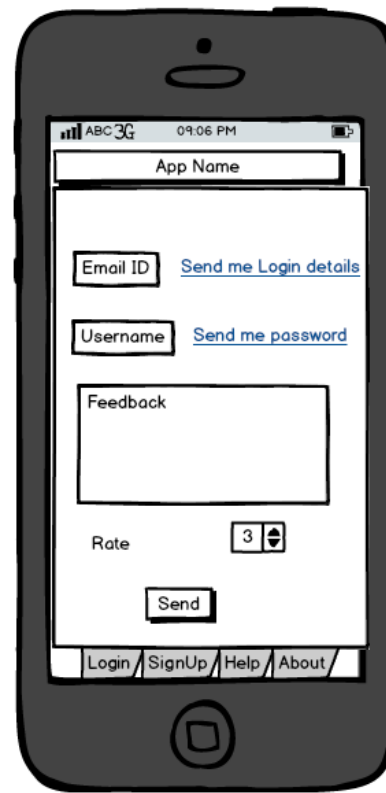 ABC 3G 09:06 PM
App Name
Email ID Send me Login details
Username Send me password
Feedback
Rate 3
Send
Login SignUp Help About